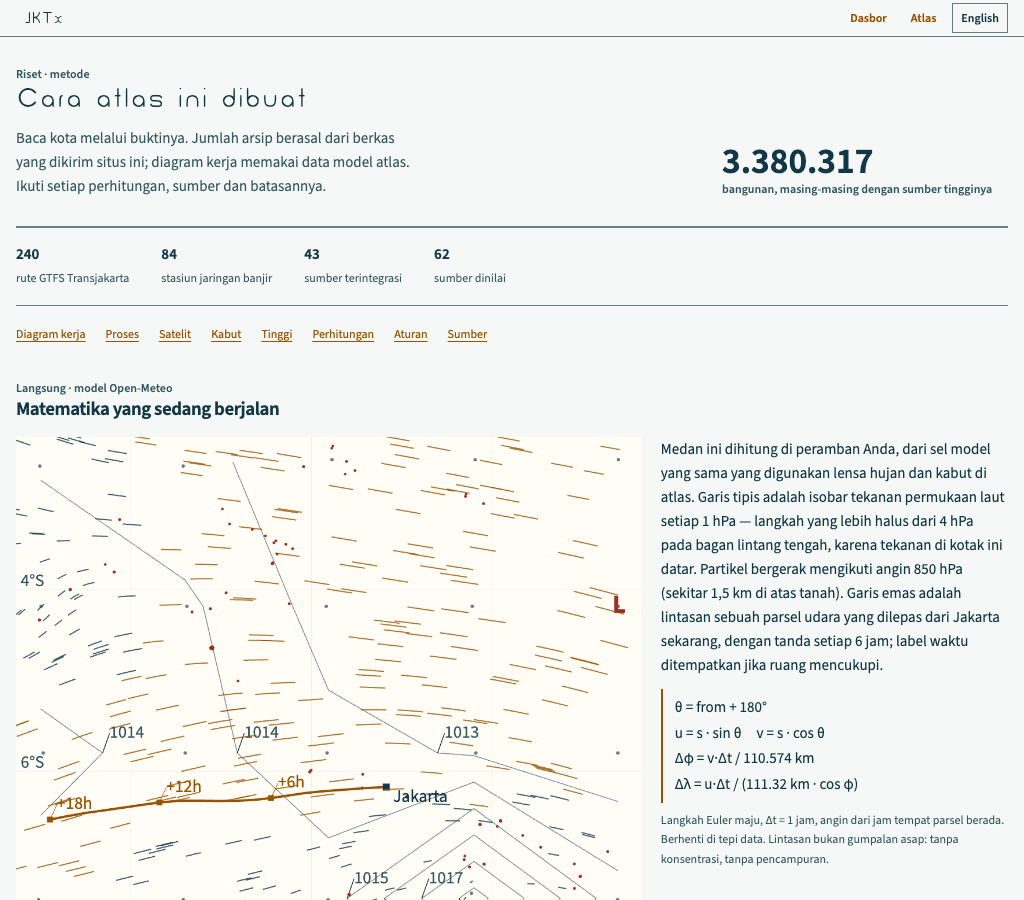 JKTx
Dasbor Atlas English
Riset · metode
Cara atlas ini dibuat
Baca kota melalui buktinya. Jumlah arsip berasal dari berkas
yang dikirim situs ini; diagram kerja memakai data model atlas.
Ikuti setiap perhitungan, sumber dan batasannya.
3.380.317
bangunan, masing-masing dengan sumber tingginya
240 84 43 62
rute GTFS Transjakarta stasiun jaringan banjir sumber terintegrasi sumber dinilai
Diagram kerja Proses Satelit Kabut Tinggi Perhitungan Aturan Sumber
Langsung · model Open-Meteo
Matematika yang sedang berjalan
4°S
L
1014 1014 1013
6°S
+18h +12h +6h
Jakarta
1015 1017
Medan ini dihitung di peramban Anda, dari sel model
yang sama yang digunakan lensa hujan dan kabut di
atlas. Garis tipis adalah isobar tekanan permukaan laut
setiap 1 hPa — langkah yang lebih halus dari 4 hPa
pada bagan lintang tengah, karena tekanan di kotak ini
datar. Partikel bergerak mengikuti angin 850 hPa
(sekitar 1,5 km di atas tanah). Garis emas adalah
lintasan sebuah parsel udara yang dilepas dari Jakarta
sekarang, dengan tanda setiap 6 jam; label waktu
ditempatkan jika ruang mencukupi.
θ = from + 180°
u = s · sin θ v = s · cos θ
Δφ = v·Δt / 110.574 km
Δλ = u·Δt / (111.32 km · cos φ)
Langkah Euler maju, Δt = 1 jam, angin dari jam tempat parsel berada.
Berhenti di tepi data. Lintasan bukan gumpalan asap: tanpa
konsentrasi, tanpa pencampuran.